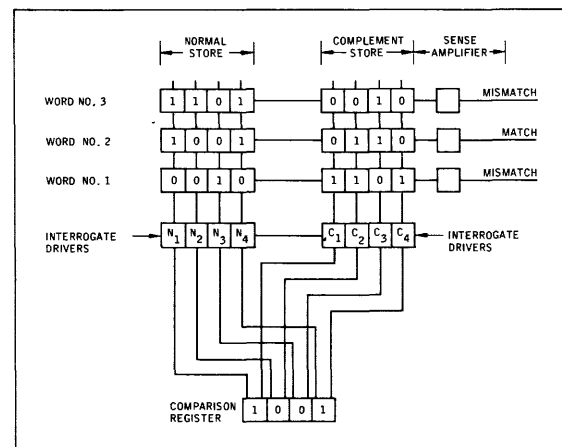 NORMAL STORE
COMPLEMENT STORE
SENSE AMPLIFIER
WORD NO. 3 1 1 0 1 0 0 1 0 MISMATCH
WORD NO. 2 1 0 0 1 0 1 1 0 MATCH
WORD NO. 1 0 0 1 0 1 1 0 1 MISMATCH
INTERROGATE DRIVERS N1 N2 N3 N4 C1 C2 C3 C4 INTERROGATE DRIVERS
COMPARISON REGISTER 1 0 0 1